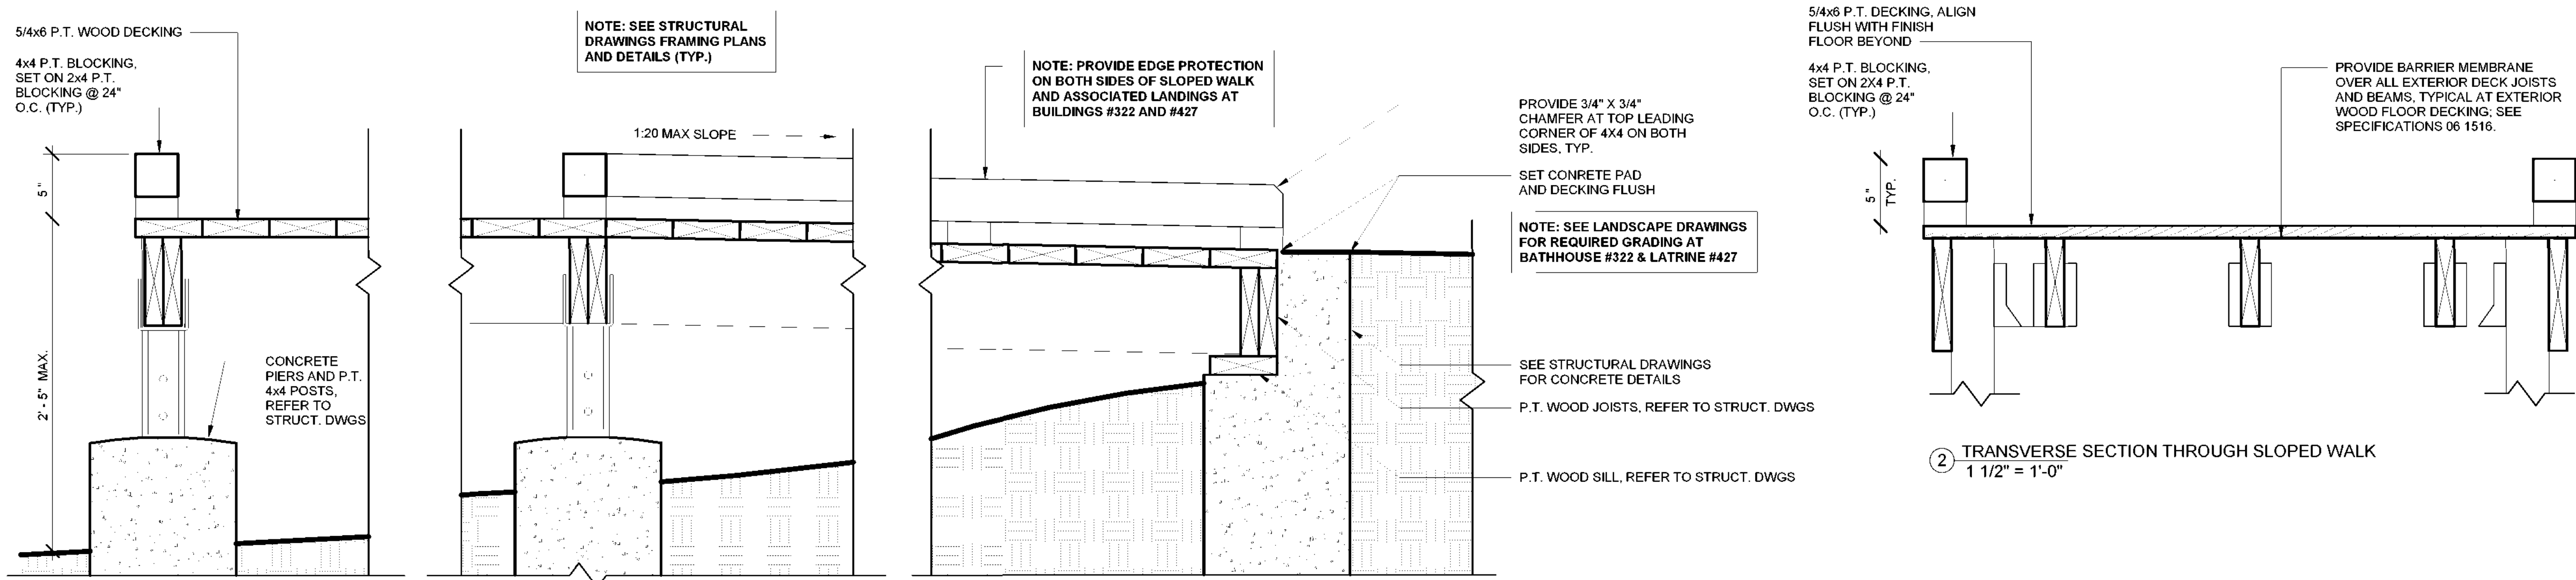 5/4x6 P.T. WOOD DECKING
4x4 P.T. BLOCKING,
SET ON 2x4 P.T.
BLOCKING @ 24"
O.C. (TYP.)
5"
2' - 5" MAX.
CONCRETE
PIERS AND P.T.
4x4 POSTS,
REFER TO
STRUCT. DWGS
NOTE: SEE STRUCTURAL
DRAWINGS FRAMING PLANS
AND DETAILS (TYP.)
1:20 MAX SLOPE
NOTE: PROVIDE EDGE PROTECTION
ON BOTH SIDES OF SLOPED WALK
AND ASSOCIATED LANDINGS AT
BUILDINGS #322 AND #427
PROVIDE 3/4" X 3/4"
CHAMFER AT TOP LEADING
CORNER OF 4X4 ON BOTH
SIDES, TYP.
SET CONRETE PAD
AND DECKING FLUSH
NOTE: SEE LANDSCAPE DRAWINGS
FOR REQUIRED GRADING AT
BATHHOUSE #322 & LATRINE #427
SEE STRUCTURAL DRAWINGS
FOR CONCRETE DETAILS
P.T. WOOD JOISTS, REFER TO STRUCT. DWGS
P.T. WOOD SILL, REFER TO STRUCT. DWGS
5/4x6 P.T. DECKING, ALIGN
FLUSH WITH FINISH
FLOOR BEYOND
4x4 P.T. BLOCKING,
SET ON 2X4 P.T.
BLOCKING @ 24"
O.C. (TYP.)
5"
TYP.
PROVIDE BARRIER MEMBRANE
OVER ALL EXTERIOR DECK JOISTS
AND BEAMS, TYPICAL AT EXTERIOR
WOOD FLOOR DECKING; SEE
SPECIFICATIONS 06 1516.
2 TRANSVERSE SECTION THROUGH SLOPED WALK
1 1/2" = 1'-0"